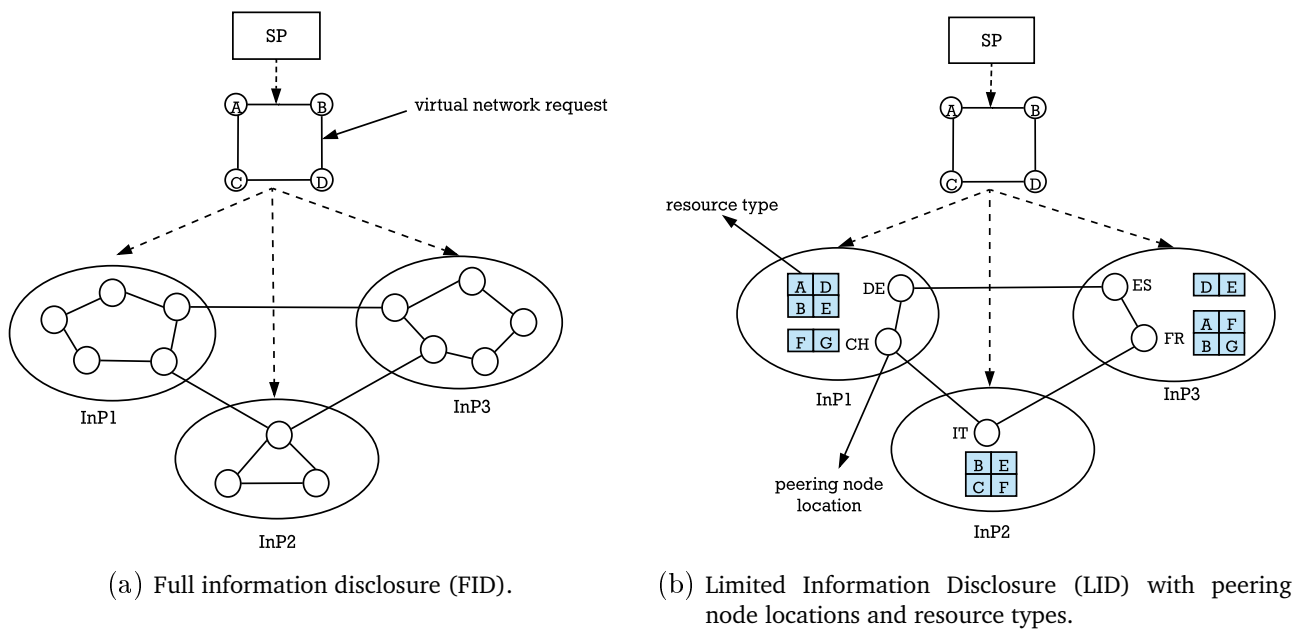 SP
A B
virtual network request
C D
InP1
InP3
InP2
(a) Full information disclosure (FID).
SP
A B
C D
resource type
A D
B E
F G
DE
CH
InP1
ES
FR
D E
A F
B G
InP3
IT
B E
C F
peering node
location
InP2
(b) Limited Information Disclosure (LID) with peering
node locations and resource types.